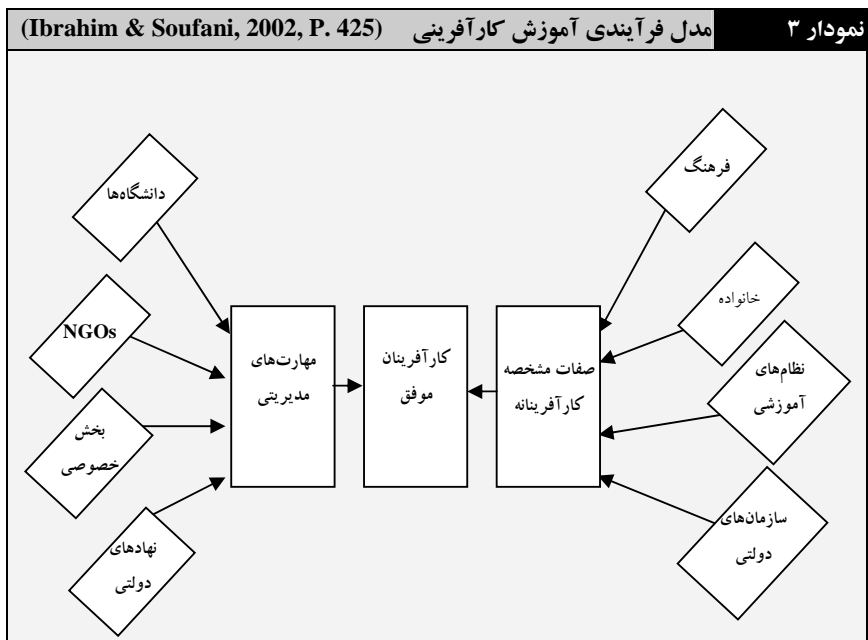 نمودار ۳ مدل فرآیندی آموزش کارآفرینی (Ibrahim & Soufani, 2002, P. 425)
فرهنگ
خانواده
نظام‌های
آموزشی
سازمان‌های
دولتی
صفات مشخصه
کارآفرینانه
کارآفرینان
موفق
مهارت‌های
مدیریتی
دانشگاه‌ها
NGOs
بخش
خصوصی
نهادهای
دولتی